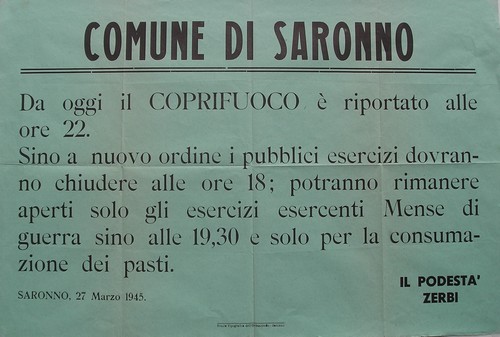 COMUNE DI SARONNO
Da oggi il COPRIFUOCO è riportato alle
ore 22.
Sino a nuovo ordine i pubblici esercizi dovran-
no chiudere alle ore 18; potranno rimanere
aperti solo gli esercizi esercenti Mense di
guerra sino alle 19,30 e solo per la consuma-
zione dei pasti.
SARONNO, 27 Marzo 1945.
IL PODESTA'
ZERBI